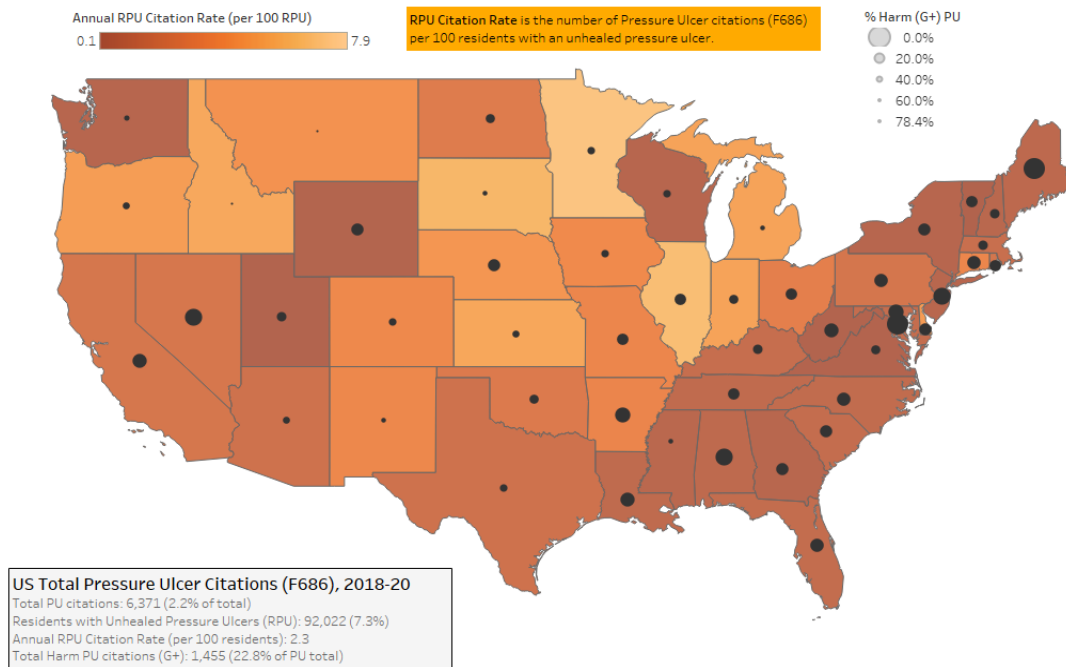 Annual RPU Citation Rate (per 100 RPU)
0.1 7.9
RPU Citation Rate is the number of Pressure Ulcer citations (F686)
per 100 residents with an unhealed pressure ulcer.
% Harm (G+) PU
0.0%
20.0%
40.0%
60.0%
78.4%
US Total Pressure Ulcer Citations (F686), 2018-20
Total PU citations: 6,371 (2.2% of total)
Residents with Unhealed Pressure Ulcers (RPU): 92,022 (7.3%)
Annual RPU Citation Rate (per 100 residents): 2.3
Total Harm PU citations (G+): 1,455 (22.8% of PU total)